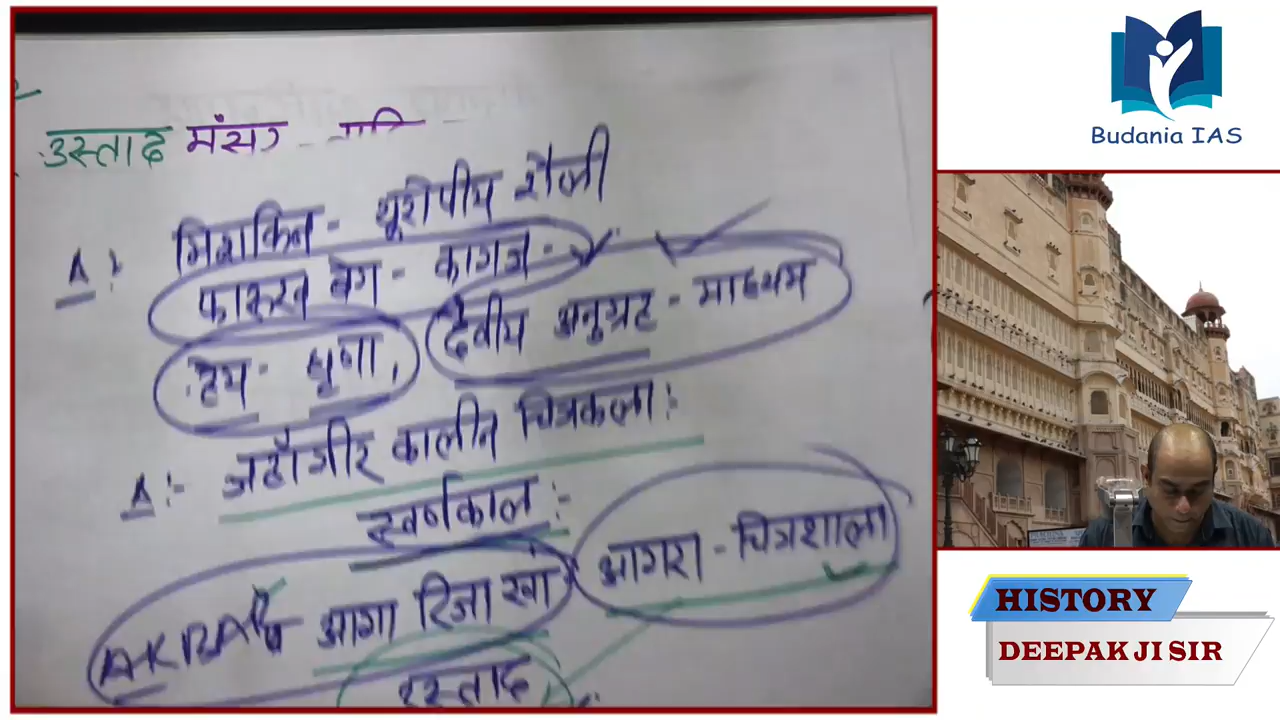 उस्ताद मंसूर
A:- मिशकिन - यूरोपीय शैली
फारुख बेग - कागज -
हेय - घृणा, दैवीय अनुग्रह - माध्यम
A:- जहाँगीर कालीन चित्रकला :-
स्वर्णकाल :-
आगरा - चित्रशाला
AKBAR आगा रिजा खां
उस्ताद
Budania IAS
HISTORY
DEEPAK JI SIR